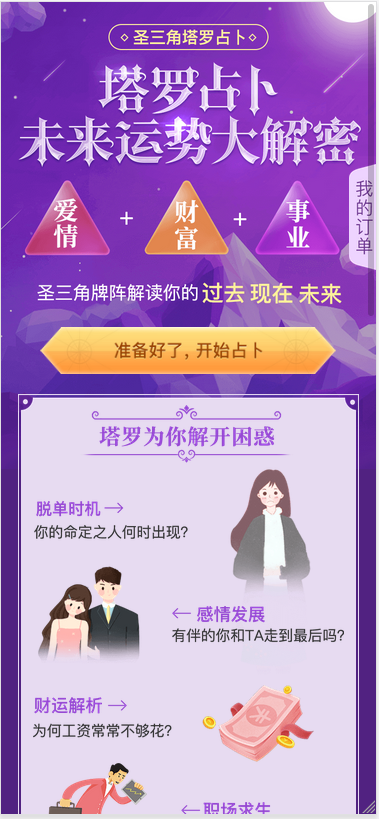 圣三角塔罗占卜
塔罗占卜
未来运势大解密
我的订单
爱情 + 财富 + 事业
圣三角牌阵解读你的 过去 现在 未来
准备好了，开始占卜
塔罗为你解开困惑
脱单时机 →
你的命定之人何时出现?
← 感情发展
有伴的你和TA走到最后吗?
财运解析 →
为何工资常常不够花?
← 职场求生